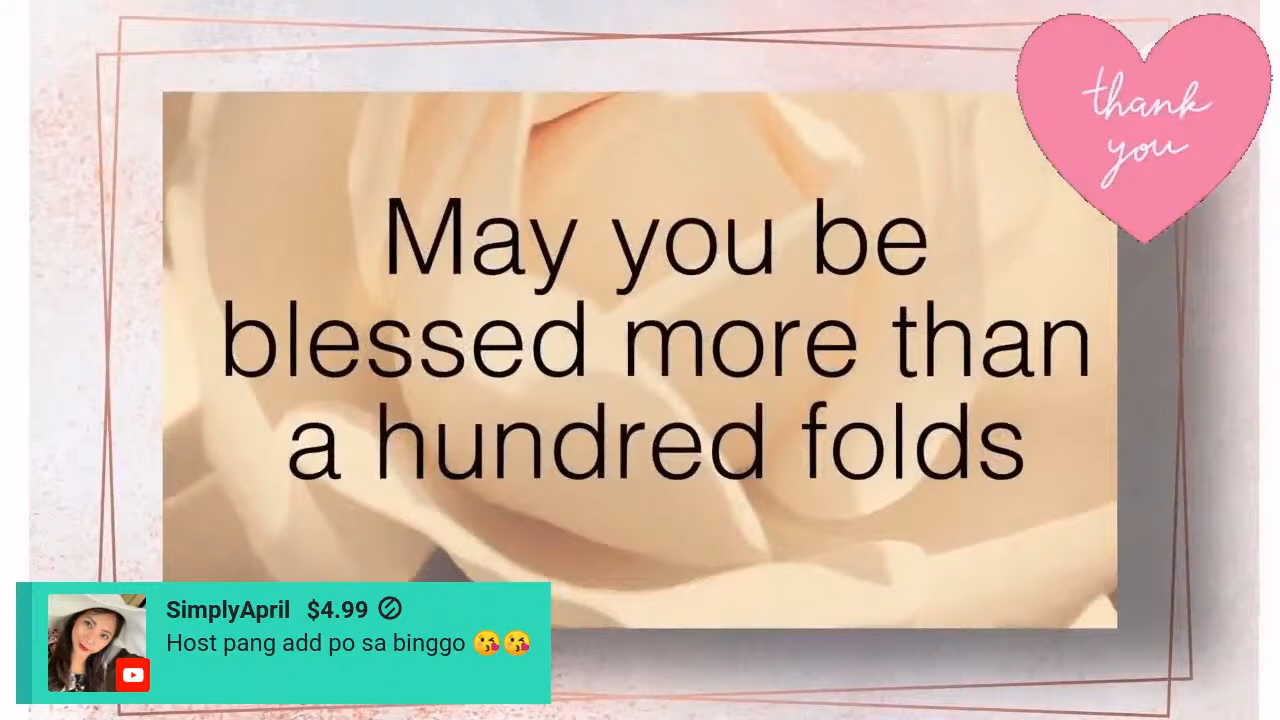 thank
you
May you be
blessed more than
a hundred folds
SimplyApril $4.99
Host pang add po sa binggo 😘😘